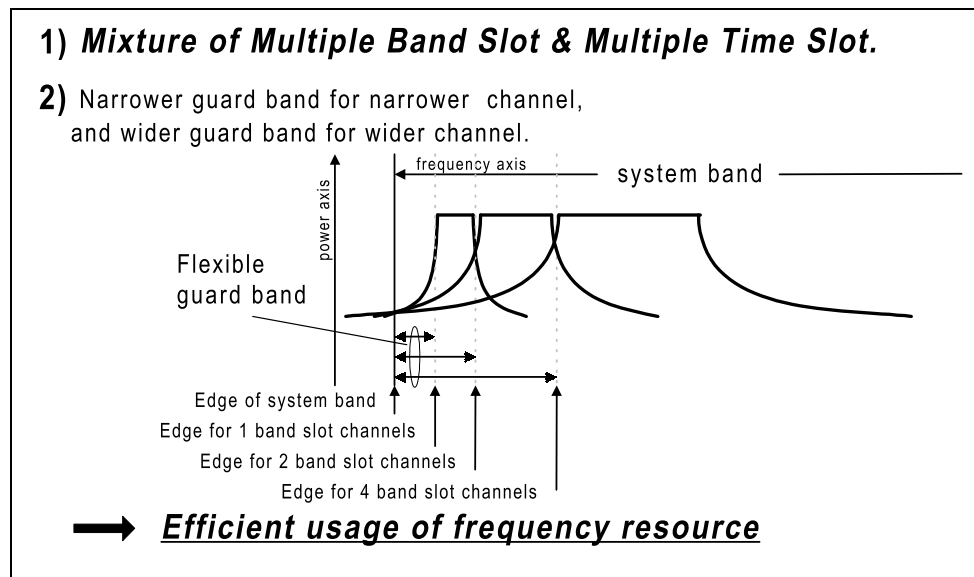 1) Mixture of Multiple Band Slot & Multiple Time Slot.
2) Narrower guard band for narrower channel,
and wider guard band for wider channel.
frequency axis
system band
power axis
Flexible
guard band
Edge of system band
Edge for 1 band slot channels
Edge for 2 band slot channels
Edge for 4 band slot channels
Efficient usage of frequency resource